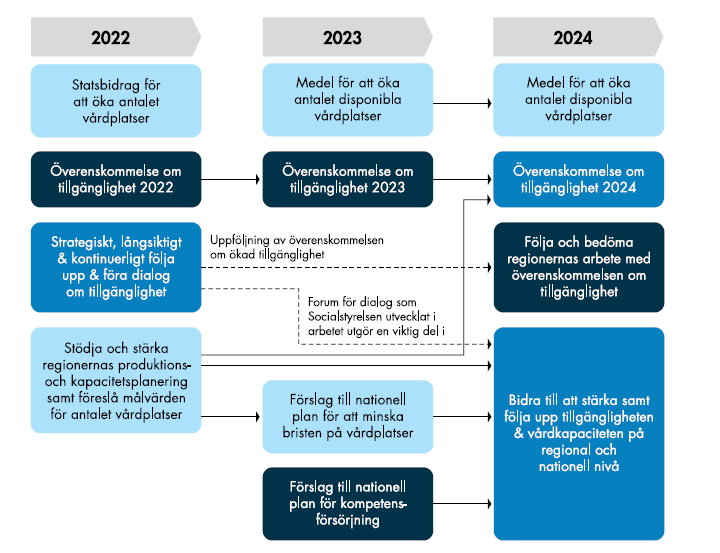 2022
2023
2024
Statsbidrag för
att öka antalet
vårdplatser
Medel för att öka
antalet disponibla
vårdplatser
Medel för att öka
antalet disponibla
vårdplatser
Överenskommelse om
tillgänglighet 2022
Överenskommelse om
tillgänglighet 2023
Överenskommelse om
tillgänglighet 2024
Strategiskt, långsiktigt
& kontinuerligt följa
upp & föra dialog
om tillgänglighet
Uppföljning av överenskommelsen
om ökad tillgänglighet
Följa och bedöma
regionernas arbete med
överenskommelsen om
tillgänglighet
Forum för dialog som
Socialstyrelsen utvecklat i
arbetet utgör en viktig del i
Stödja och stärka
regionernas produktions-
och kapacitetsplanering
samt föreslå målvärden
för antalet vårdplatser
Förslag till nationell
plan för att minska
bristen på vårdplatser
Bidra till att stärka samt
följa upp tillgängligheten
& vårdkapaciteten på
regional och
nationell nivå
Förslag till nationell
plan för kompetens-
försörjning